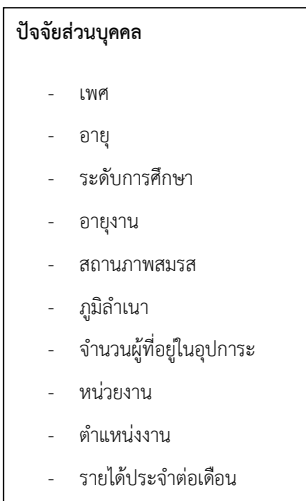 ปัจจัยส่วนบุคคล
- เพศ
- อายุ
- ระดับการศึกษา
- อายุงาน
- สถานภาพสมรส
- ภูมิลำเนา
- จำนวนผู้ที่อยู่ในอุปการะ
- หน่วยงาน
- ตำแหน่งงาน
- รายได้ประจำต่อเดือน